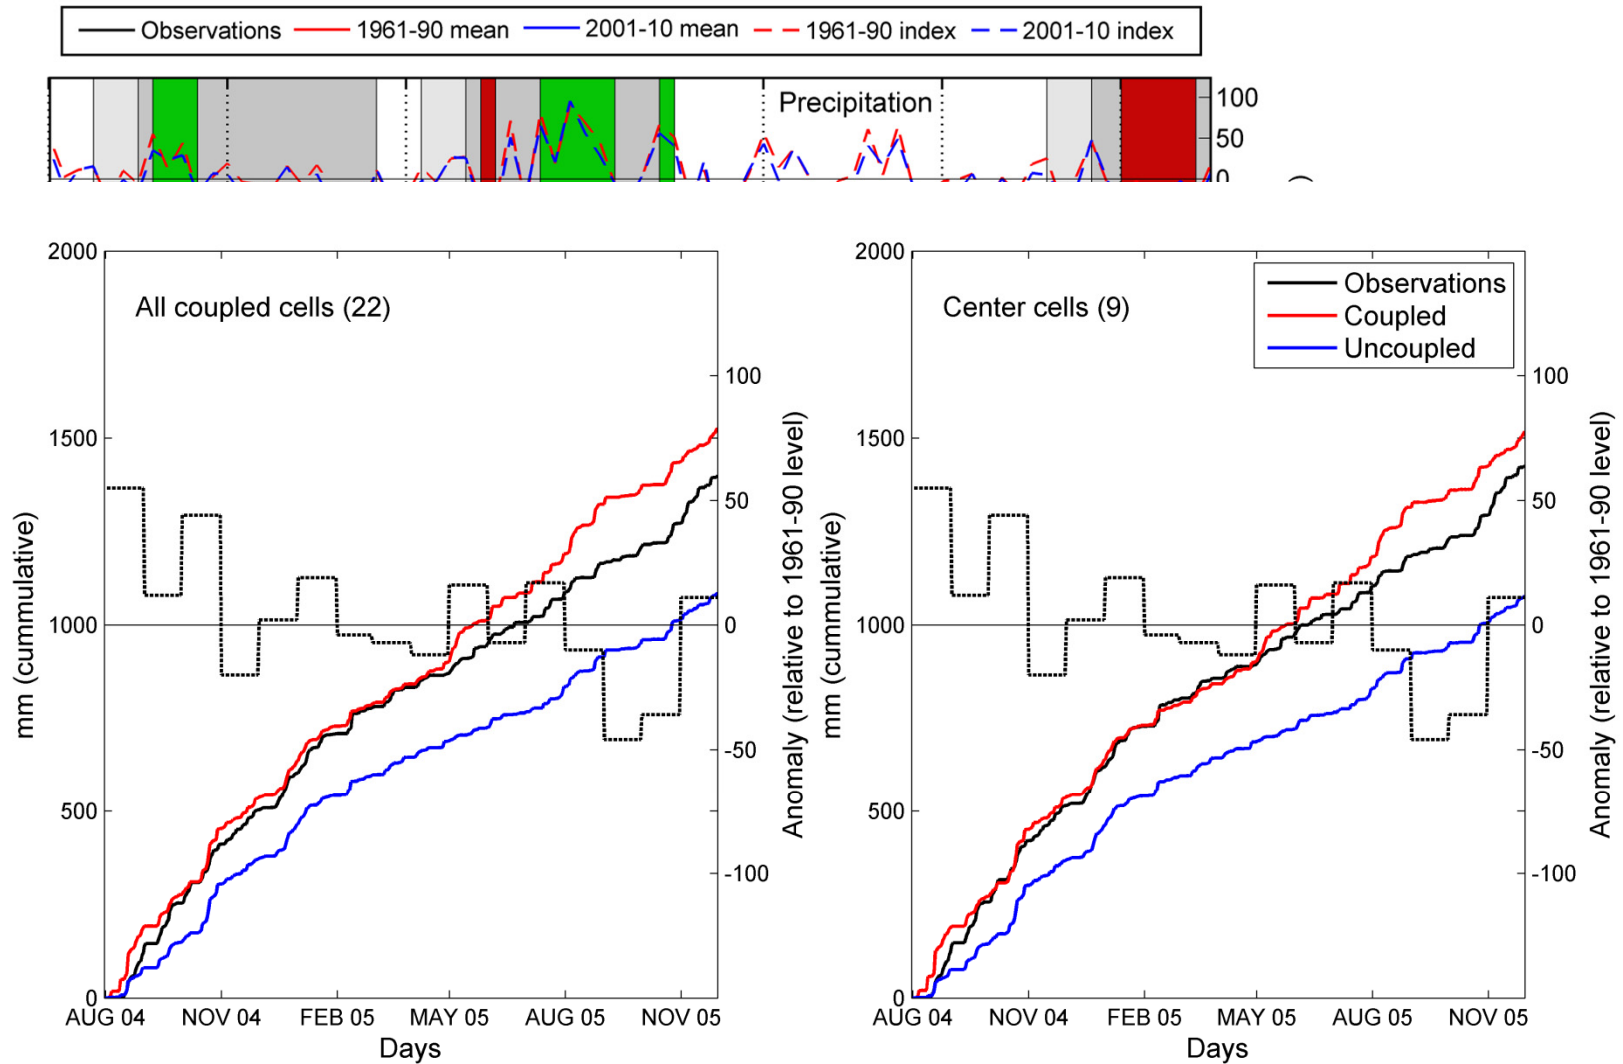 Observations 1961-90 mean 2001-10 mean 1961-90 index 2001-10 index
Precipitation
100
50
0
)
2000
1500
1000
500
0
mm (cummulative)
All coupled cells (22)
100
50
0
-50
-100
Anomaly (relative to 1961-90 level)
AUG 04 NOV 04 FEB 05 MAY 05 AUG 05 NOV 05
Days
2000
1500
1000
500
0
mm (cummulative)
Center cells (9)
Observations
Coupled
Uncoupled
100
50
0
-50
-100
Anomaly (relative to 1961-90 level)
AUG 04 NOV 04 FEB 05 MAY 05 AUG 05 NOV 05
Days